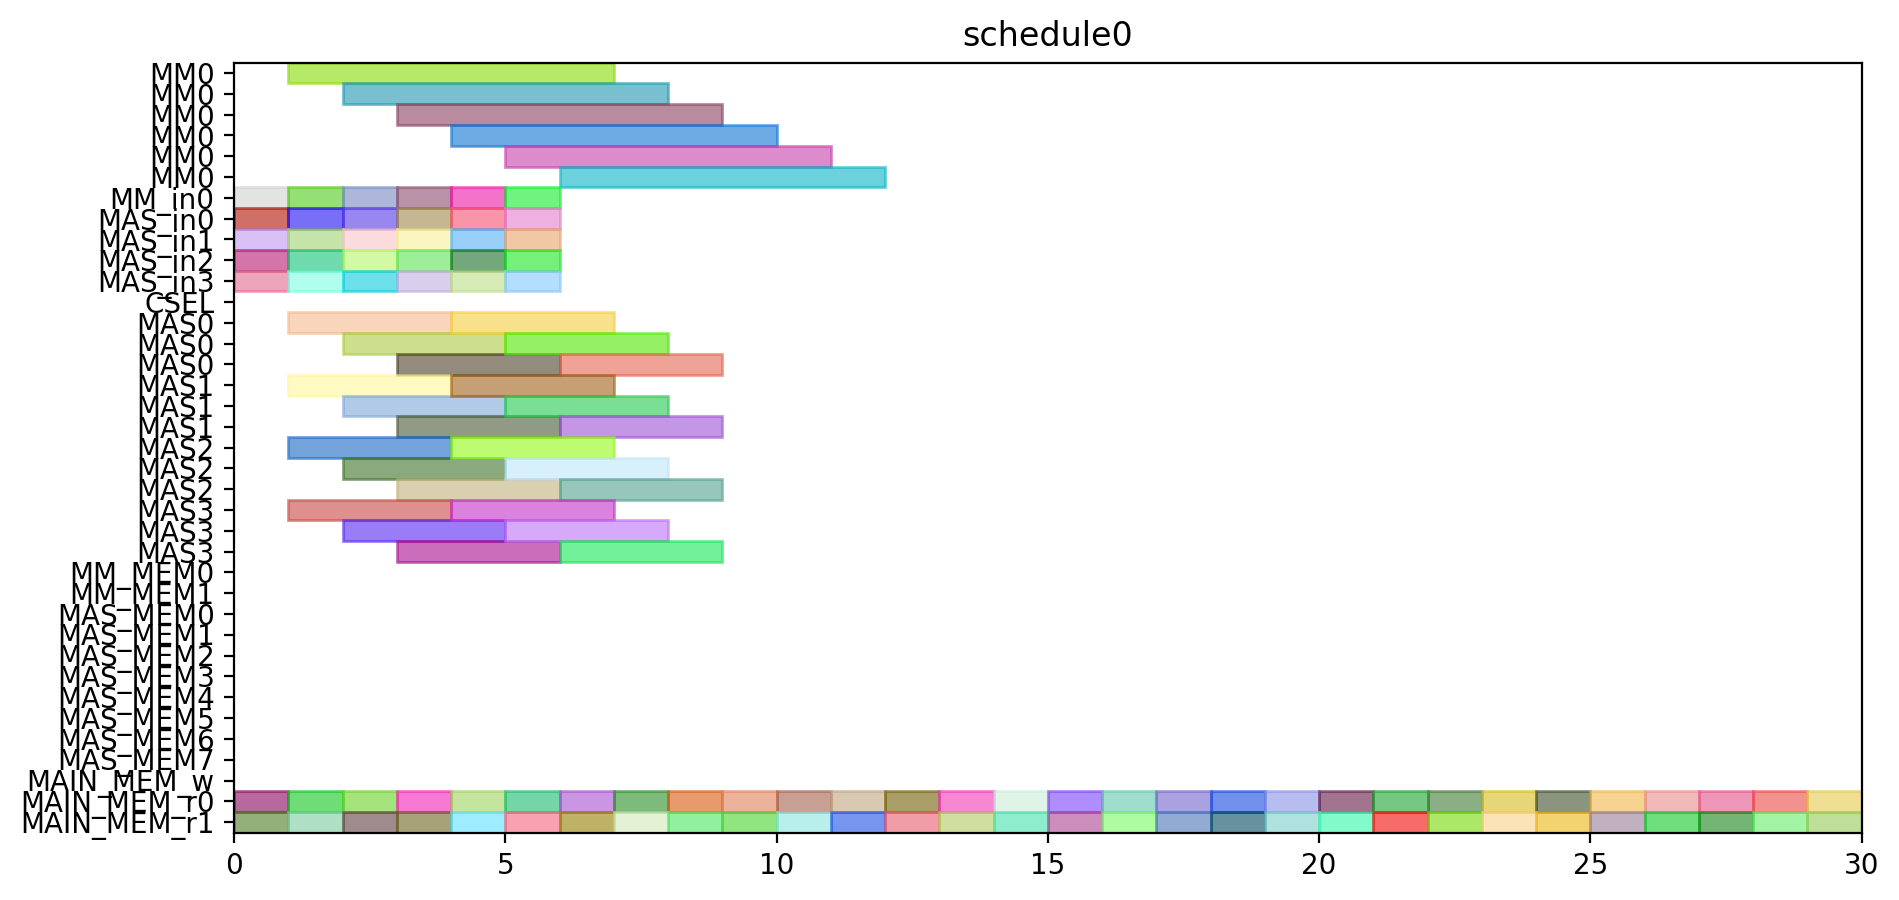 schedule0
MM0
MM0
MM0
MM0
MM0
MM0
MM_in0
MAS_in0
MAS_in1
MAS_in2
MAS_in3
CSEL
MAS0
MAS0
MAS0
MAS1
MAS1
MAS1
MAS2
MAS2
MAS2
MAS3
MAS3
MAS3
MM_MEM0
MM_MEM1
MAS_MEM0
MAS_MEM1
MAS_MEM2
MAS_MEM3
MAS_MEM4
MAS_MEM5
MAS_MEM6
MAS_MEM7
MAIN_MEM_w
MAIN_MEM_r0
MAIN_MEM_r1
0 5 10 15 20 25 30